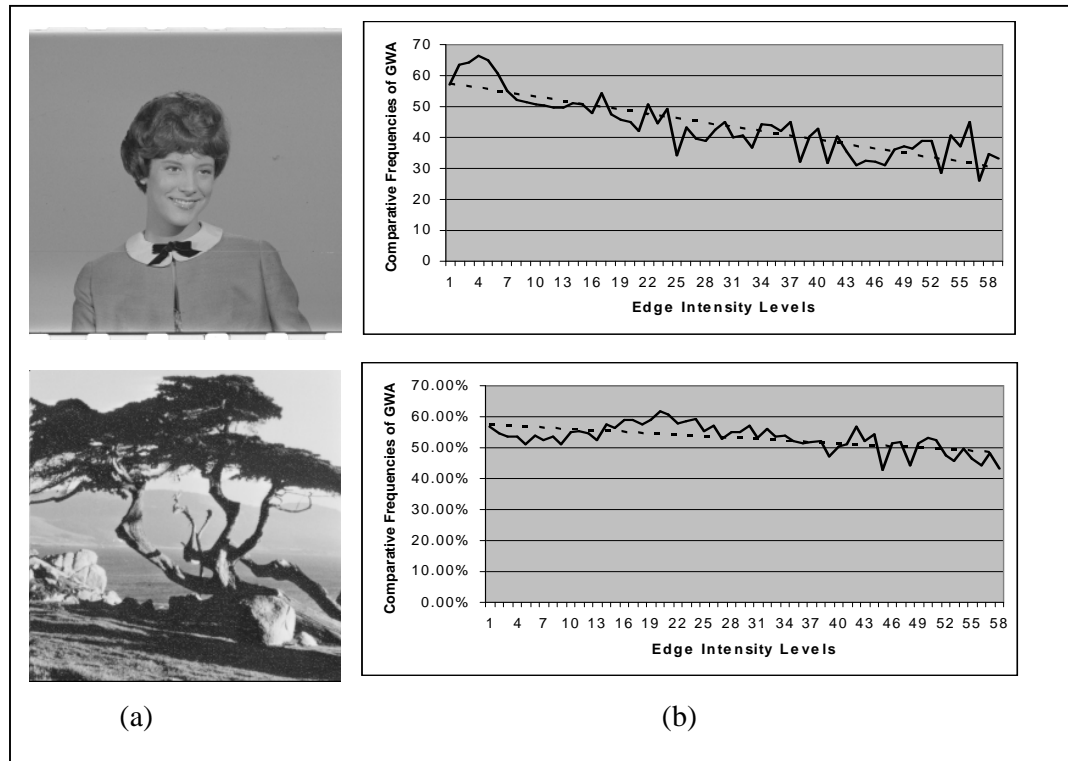 Comparative Frequencies of GWA
70
60
50
40
30
20
10
0
1 4 7 10 13 16 19 22 25 28 31 34 37 40 43 46 49 52 55 58
Edge Intensity Levels
Comparative Frequencies of GWA
70.00%
60.00%
50.00%
40.00%
30.00%
20.00%
10.00%
0.00%
1 4 7 10 13 16 19 22 25 28 31 34 37 40 43 46 49 52 55 58
Edge Intensity Levels
(a) (b)